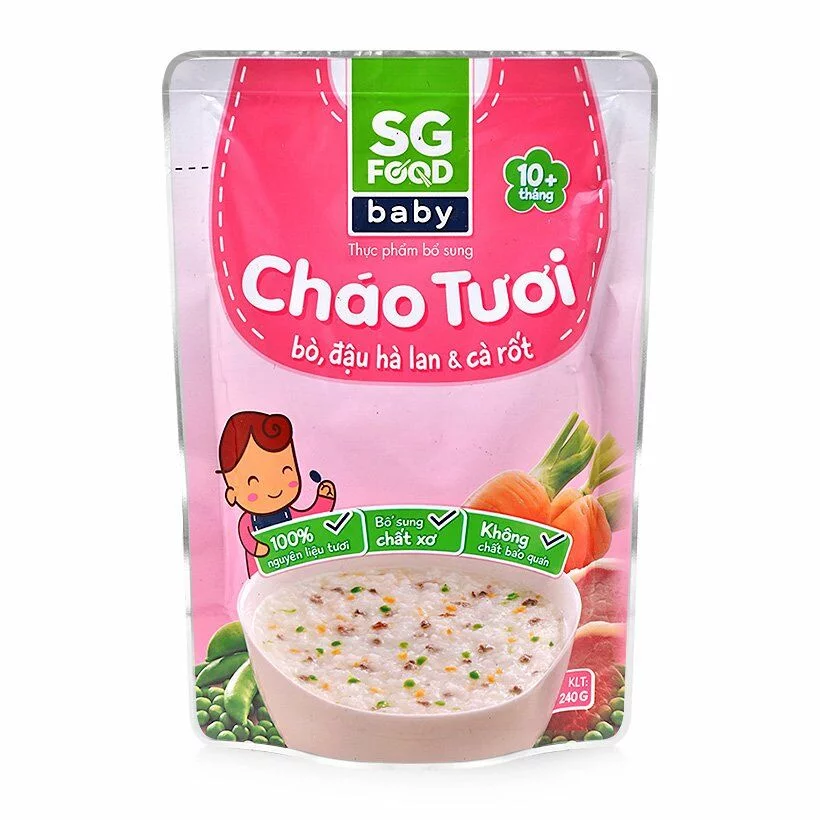 SG
FOOD
baby
10+
tháng
Thực phẩm bổ sung
Cháo Tươi
bò, đậu hà lan & cà rốt
100%
nguyên liệu tươi
Bổ sung
chất xơ
Không
chất bảo quản
KLT:
240 G